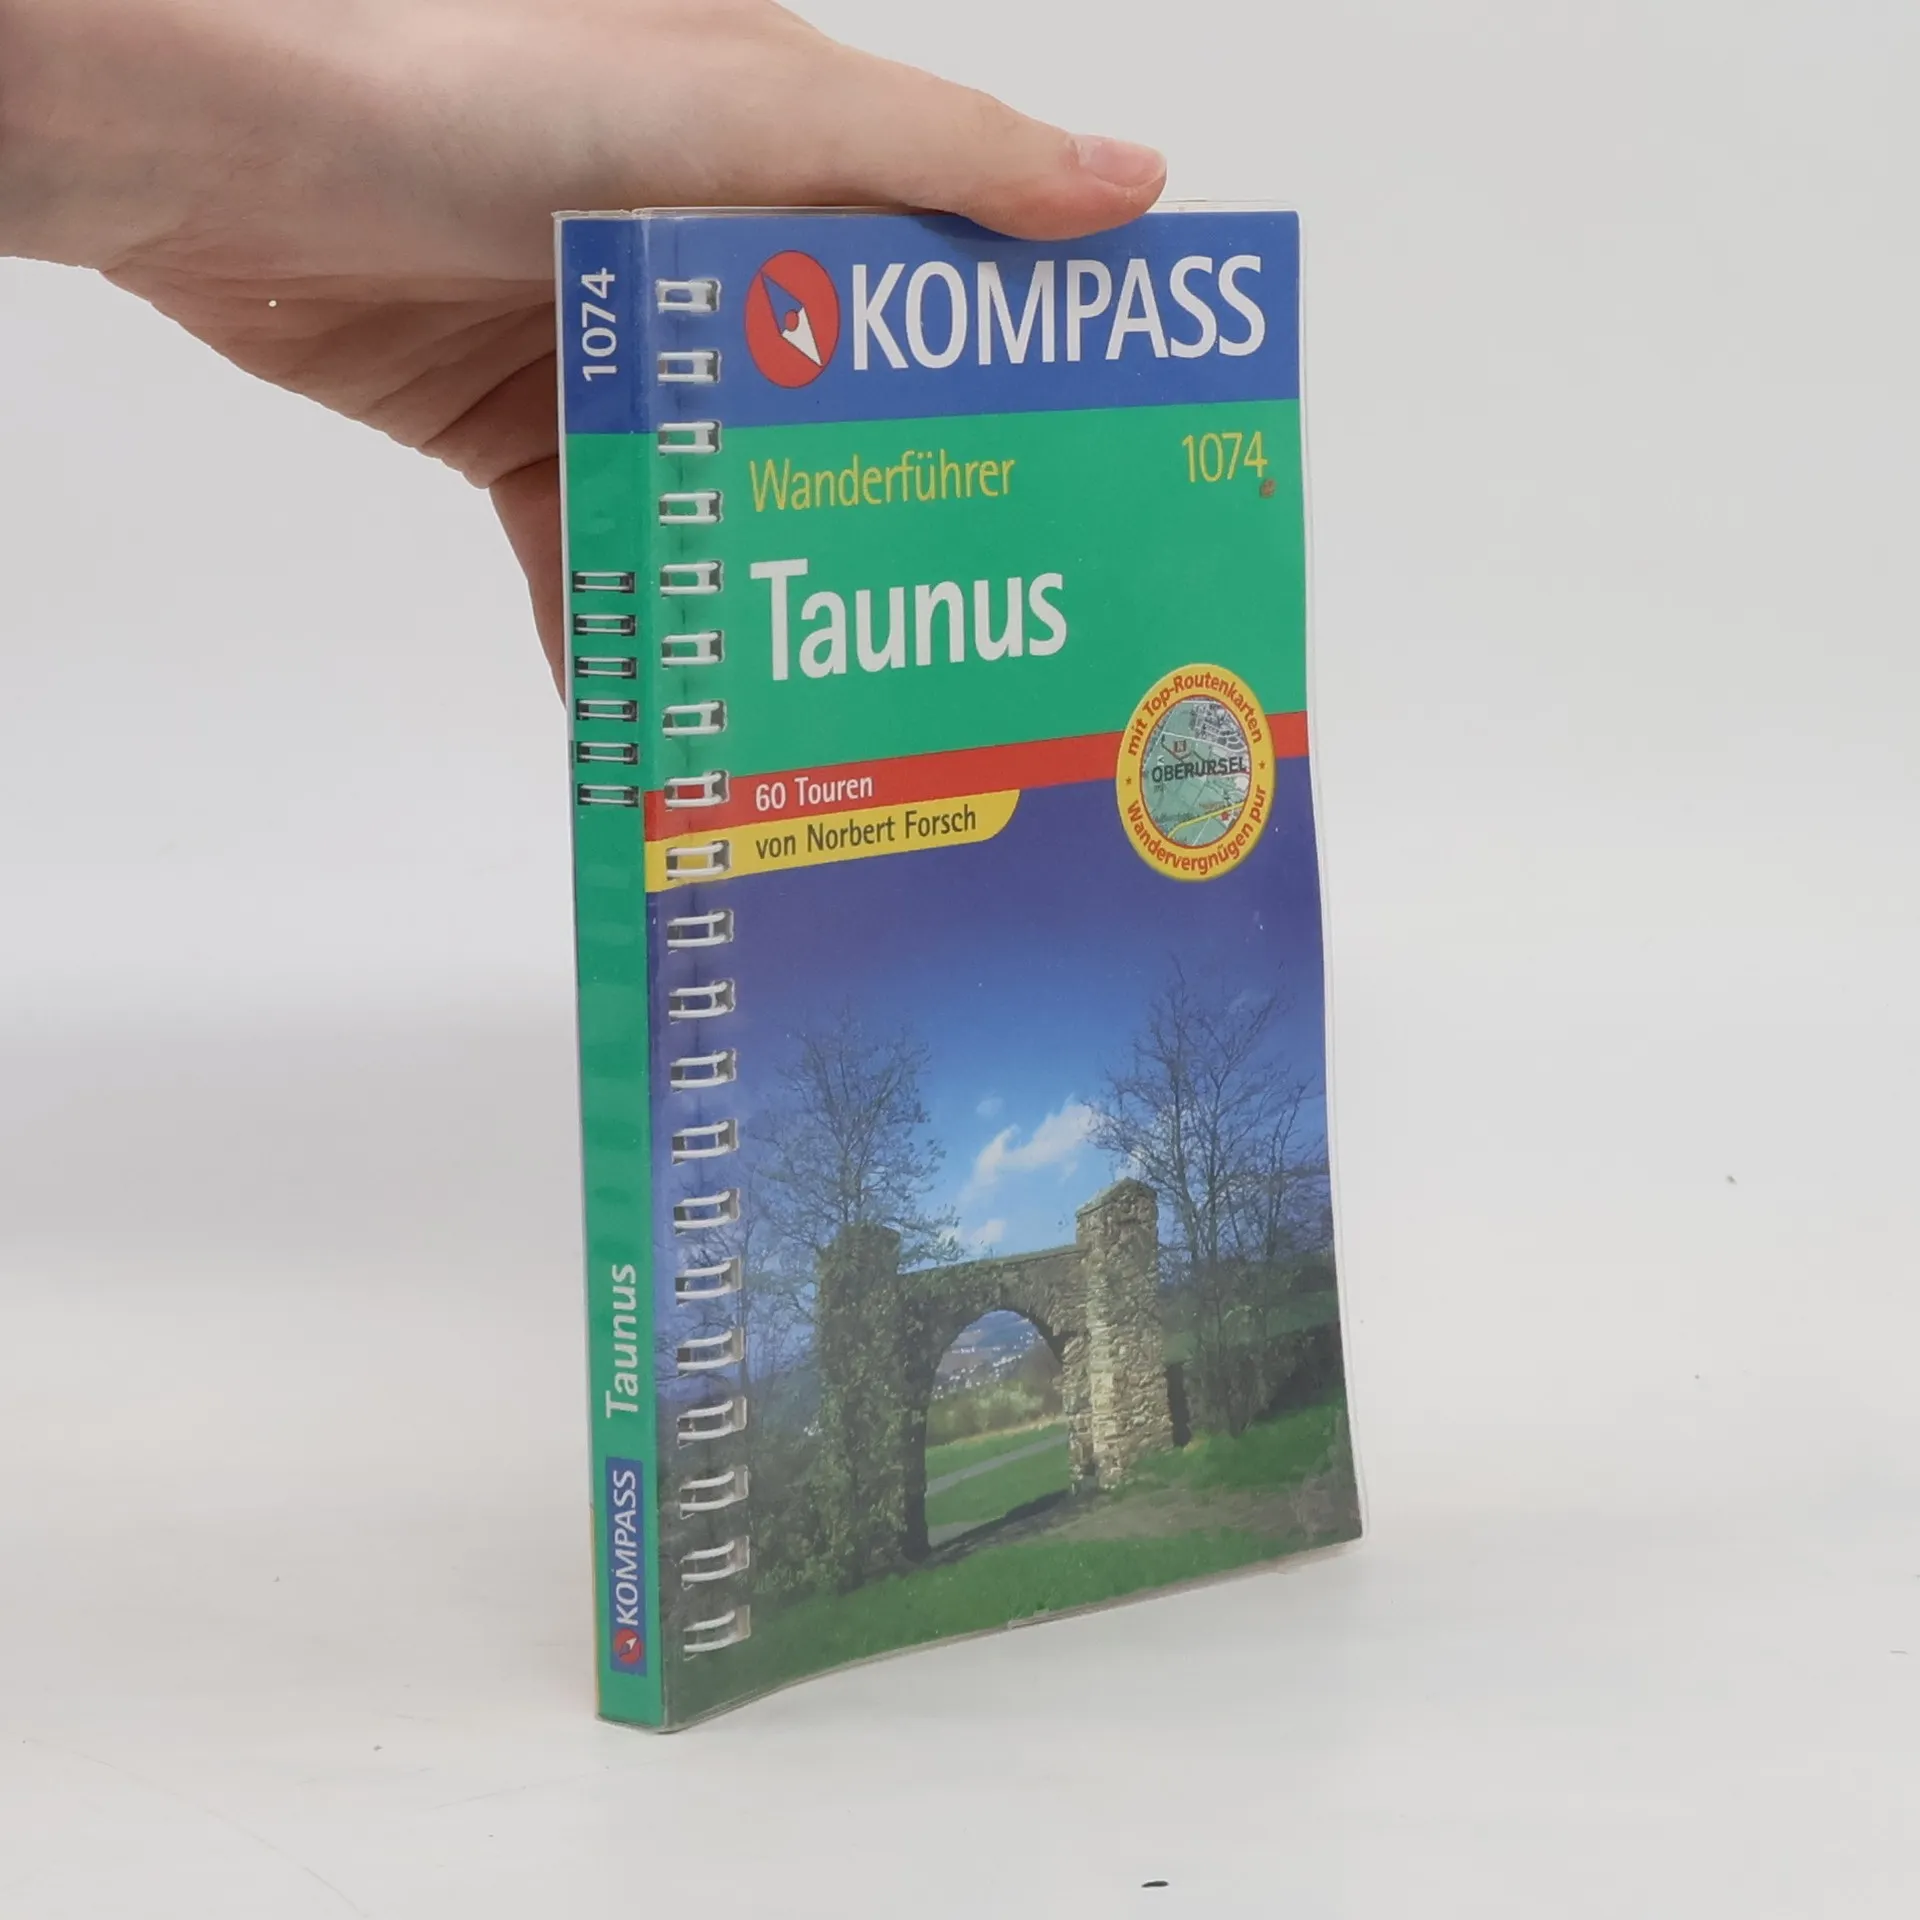 KOMPASS
Wanderführer 1074
Taunus
60 Touren
von Norbert Forsch
mit Top-Routenkarten
OBERURSEL
Wandervergnügen pur
1074
Taunus
KOMPASS